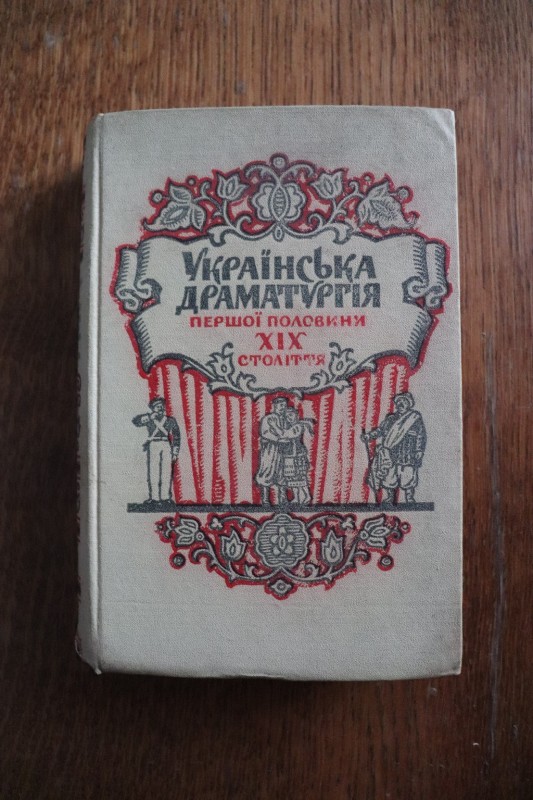 Українська
драматургія
першої половини
XIX
століття